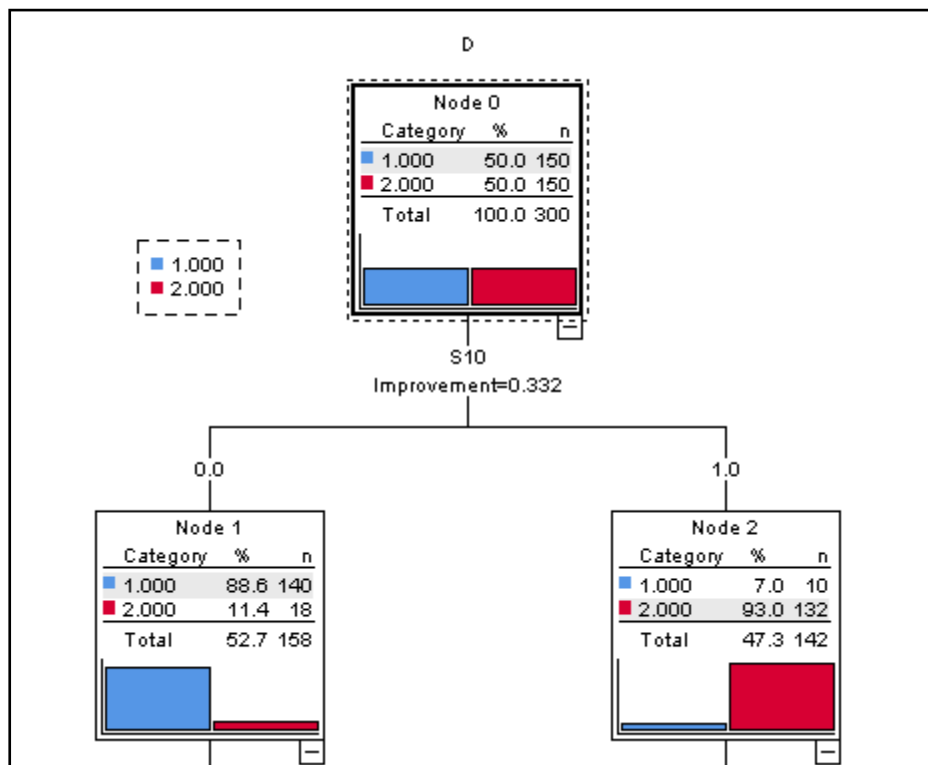 D
Node 0
Category % n
1.000 50.0 150
2.000 50.0 150
Total 100.0 300
1.000
2.000
S10
Improvement=0.332
0.0
1.0
Node 1
Category % n
1.000 88.6 140
2.000 11.4 18
Total 52.7 158
Node 2
Category % n
1.000 7.0 10
2.000 93.0 132
Total 47.3 142